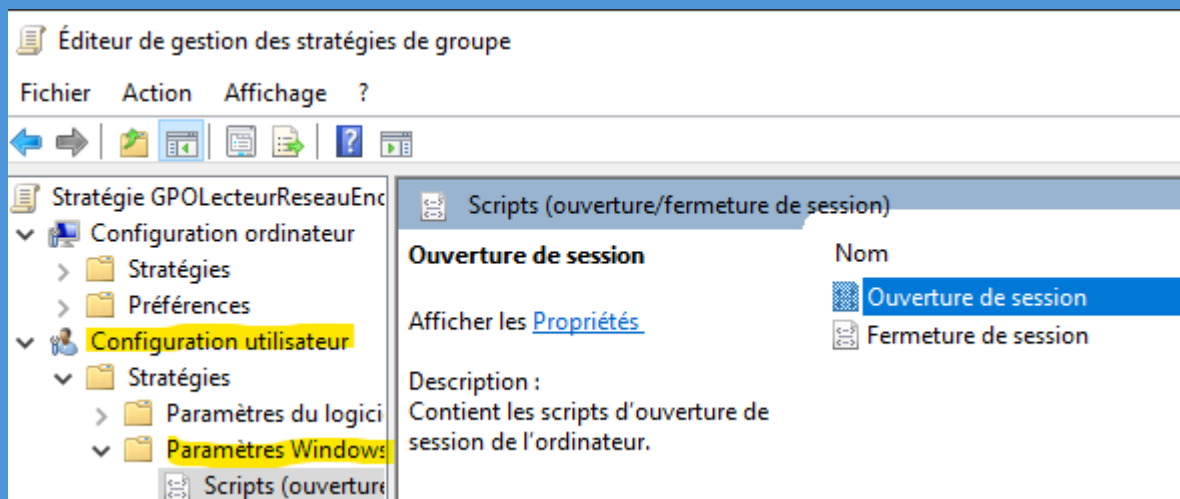 Éditeur de gestion des stratégies de groupe
Fichier Action Affichage ?
Stratégie GPOLecteurReseauEnc
Configuration ordinateur
Stratégies
Préférences
Configuration utilisateur
Stratégies
Paramètres du logici
Paramètres Windows
Scripts (ouverture
Scripts (ouverture/fermeture de session)
Ouverture de session
Afficher les Propriétés
Description :
Contient les scripts d'ouverture de
session de l'ordinateur.
Nom
Ouverture de session
Fermeture de session